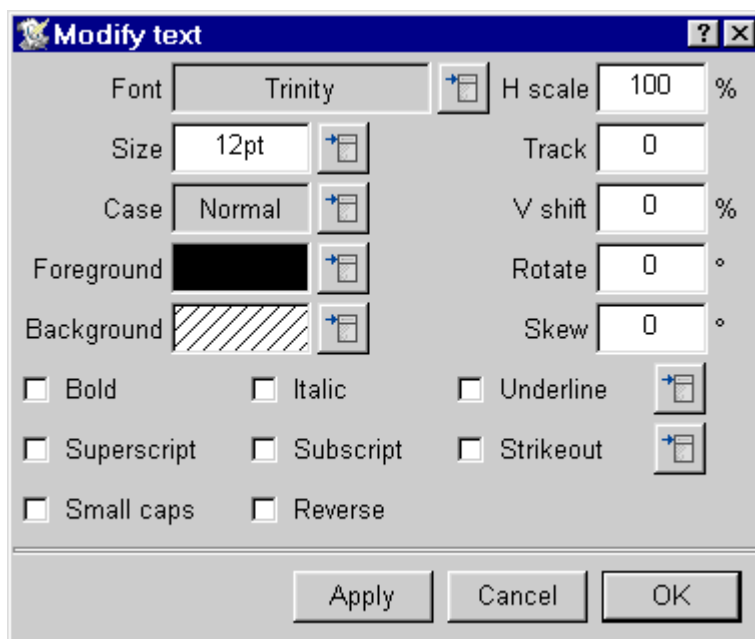 Modify text
Font Trinity H scale 100 %
Size 12pt Track 0
Case Normal V shift 0 %
Foreground Rotate 0 °
Background Skew 0 °
Bold Italic Underline
Superscript Subscript Strikeout
Small caps Reverse
Apply Cancel OK